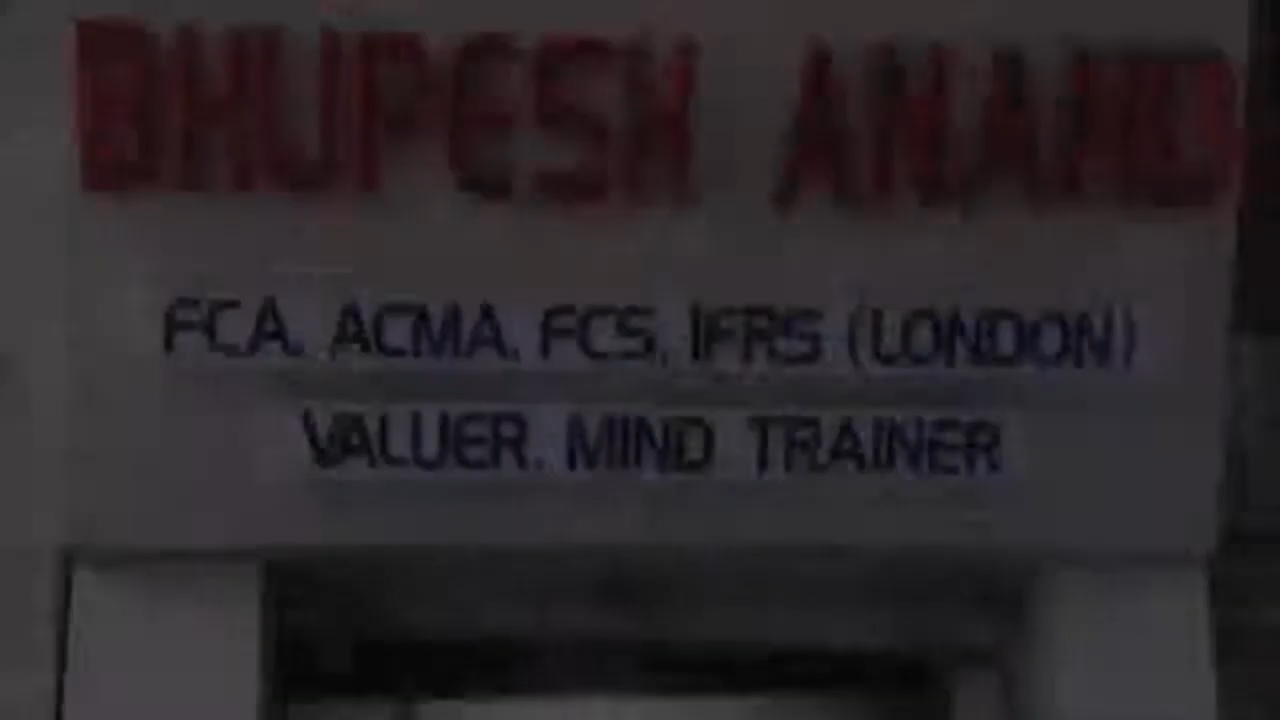 BHUPESH ANAND
FCA, ACMA, FCS, IFRS (LONDON)
VALUER, MIND TRAINER